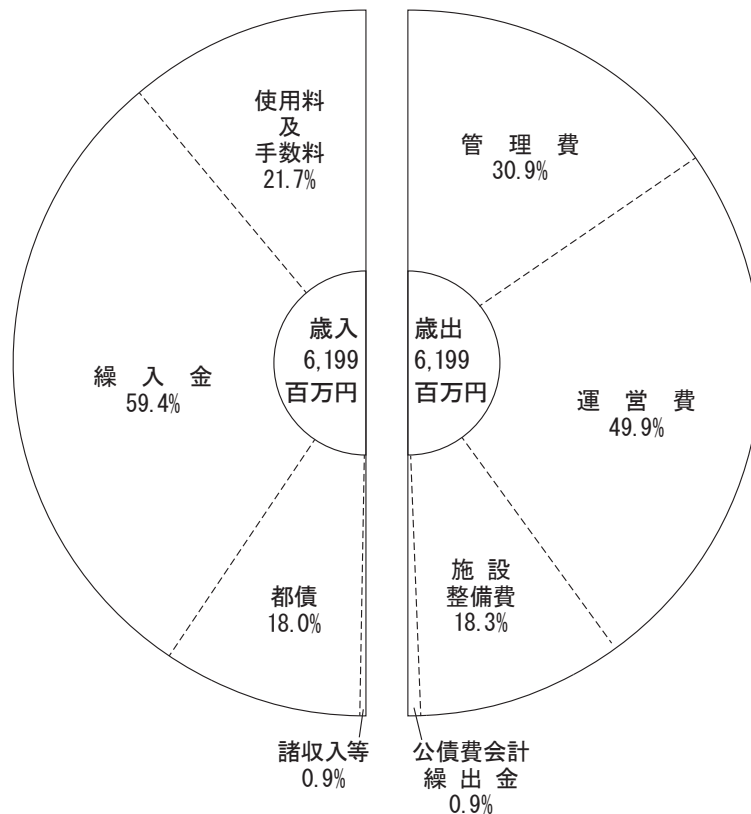 使用料
及
手数料
21.7%
繰 入 金
59.4%
都債
18.0%
諸収入等
0.9%
歳入
6,199
百万円
歳出
6,199
百万円
管 理 費
30.9%
運 営 費
49.9%
施 設
整備費
18.3%
公債費会計
繰 出 金
0.9%